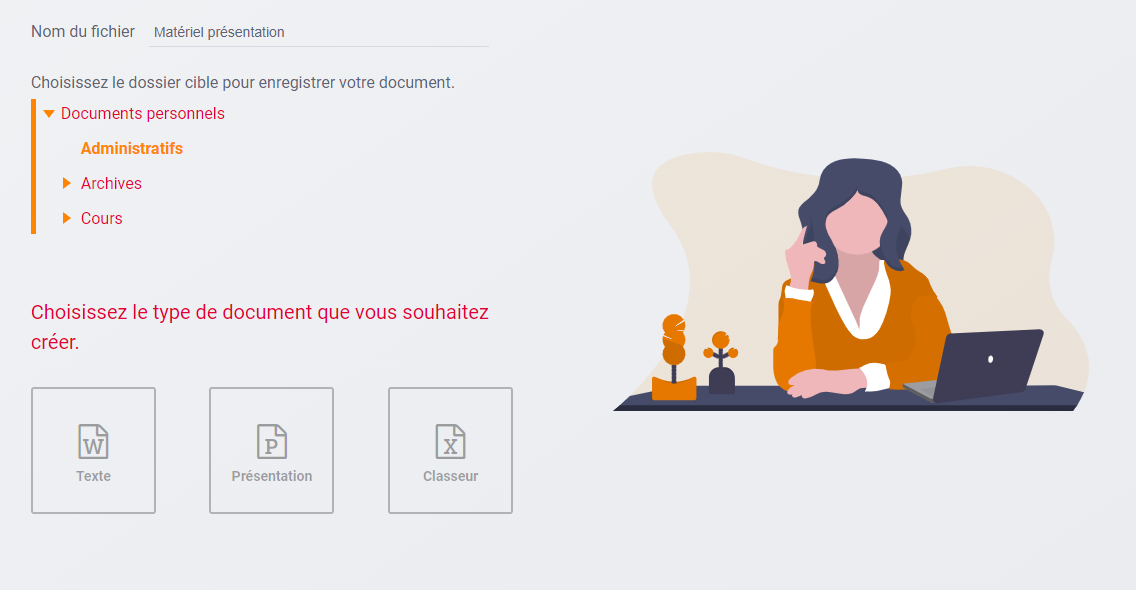 Nom du fichier Matériel présentation
Choisissez le dossier cible pour enregistrer votre document.
Documents personnels
Administratifs
Archives
Cours
Choisissez le type de document que vous souhaitez
créer.
W P X
Texte Présentation Classeur